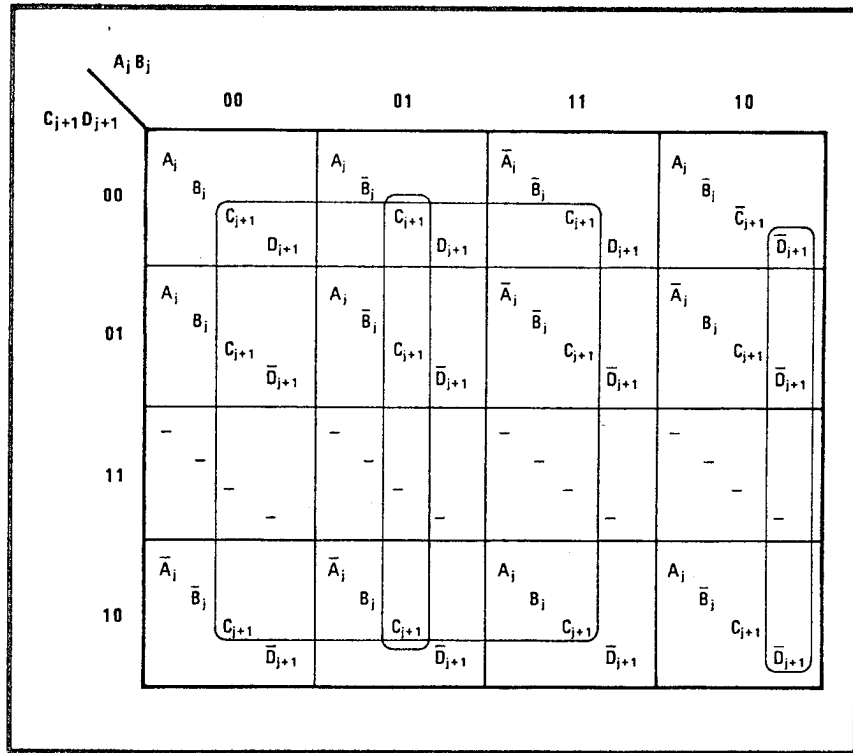 A_j B_j
00 01 11 10
C_{j+1} D_{j+1}
A_j A_j Ā_j A_j
00 B_j B̄_j B̄_j B̄_j
C_{j+1} C_{j+1} C_{j+1} C̄_{j+1}
D_{j+1} D_{j+1} D_{j+1} D̄_{j+1}
A_j A_j Ā_j Ā_j
01 B_j B̄_j B̄_j B_j
C_{j+1} C_{j+1} C_{j+1} C_{j+1}
D̄_{j+1} D̄_{j+1} D̄_{j+1} D̄_{j+1}
– – – –
– – – –
11 – – – –
– – – –
Ā_j Ā_j A_j A_j
10 B̄_j B_j B_j B̄_j
C_{j+1} C_{j+1} C_{j+1} C_{j+1}
D̄_{j+1} D̄_{j+1} D̄_{j+1} D̄_{j+1}